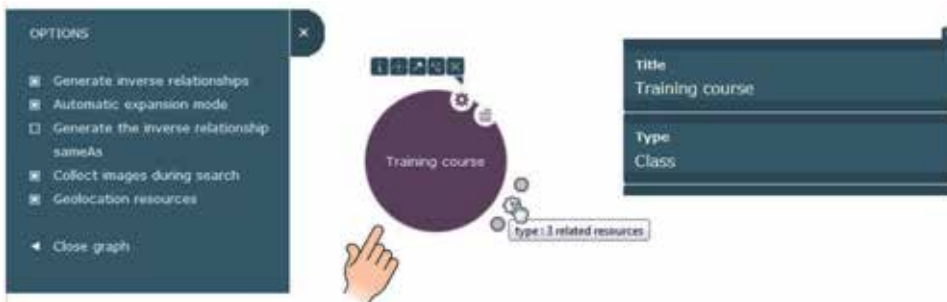 OPTIONS
Generate inverse relationships
Automatic expansion mode
Generate the inverse relationship
sameAs
Collect images during search
Geolocation resources
Close graph
Training course
type : 3 related resources
Title
Training course
Type
Class